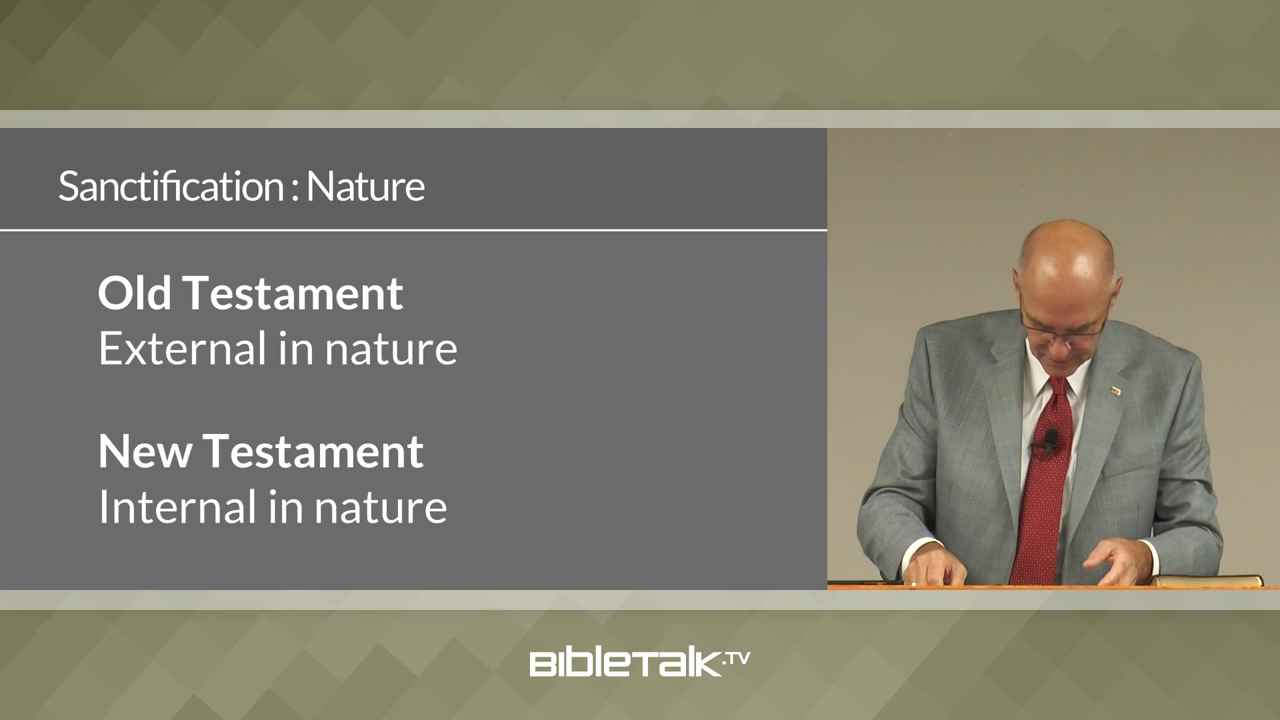 Sanctification : Nature
Old Testament
External in nature
New Testament
Internal in nature
BibleTalk.TV